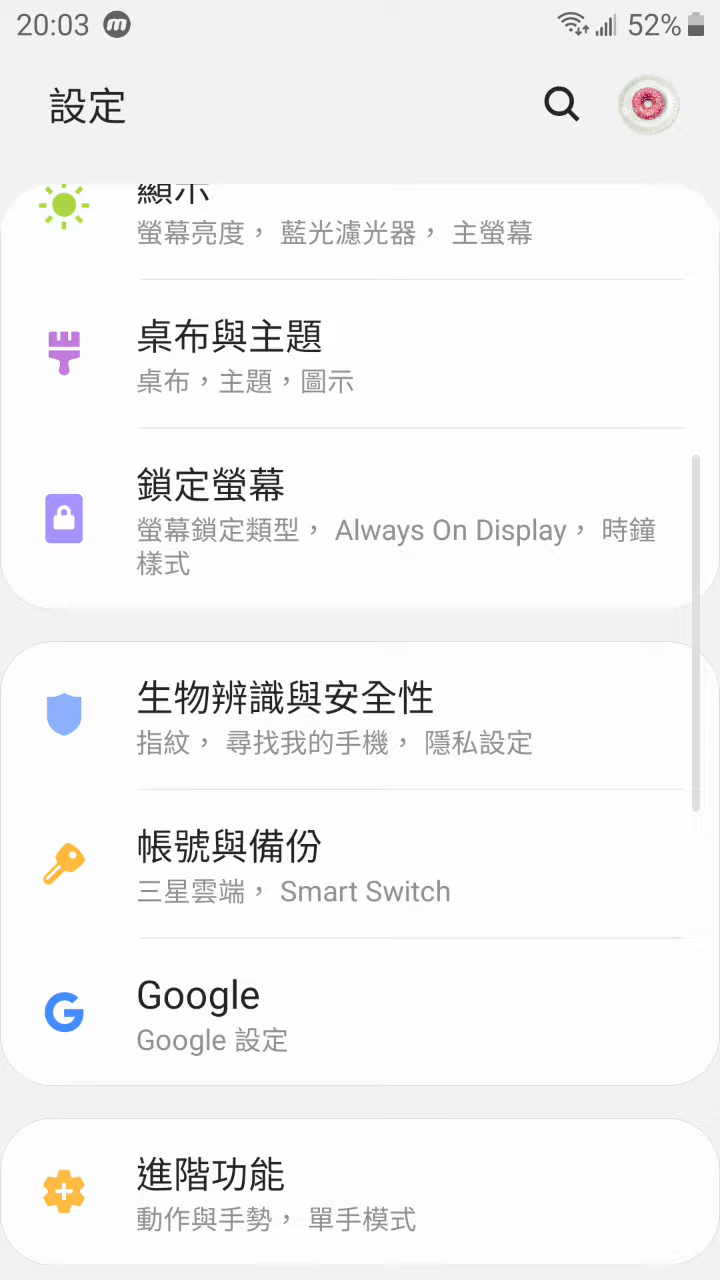 20:03 m 52%
設定
顯示
螢幕亮度， 藍光濾光器， 主螢幕
桌布與主題
桌布，主題，圖示
鎖定螢幕
螢幕鎖定類型， Always On Display， 時鐘
樣式
生物辨識與安全性
指紋， 尋找我的手機， 隱私設定
帳號與備份
三星雲端， Smart Switch
G
Google
Google 設定
進階功能
動作與手勢， 單手模式